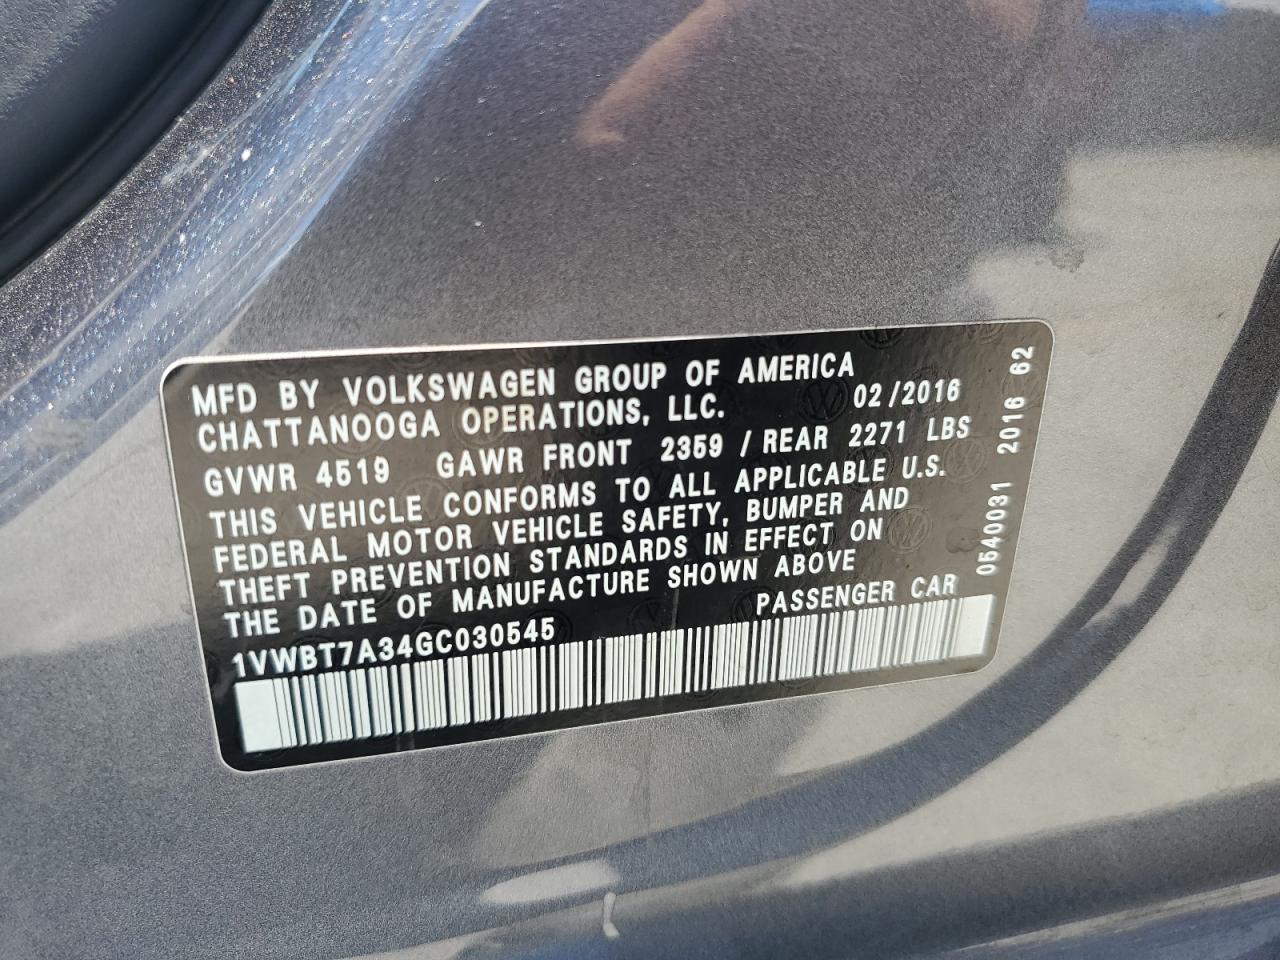 MFD BY VOLKSWAGEN GROUP OF AMERICA
CHATTANOOGA OPERATIONS, LLC. 02/2016
GVWR 4519 GAWR FRONT 2359 / REAR 2271 LBS
THIS VEHICLE CONFORMS TO ALL APPLICABLE U.S.
FEDERAL MOTOR VEHICLE SAFETY, BUMPER AND
THEFT PREVENTION STANDARDS IN EFFECT ON
THE DATE OF MANUFACTURE SHOWN ABOVE
1VWBT7A34GC030545 PASSENGER CAR
0540031 2016 62